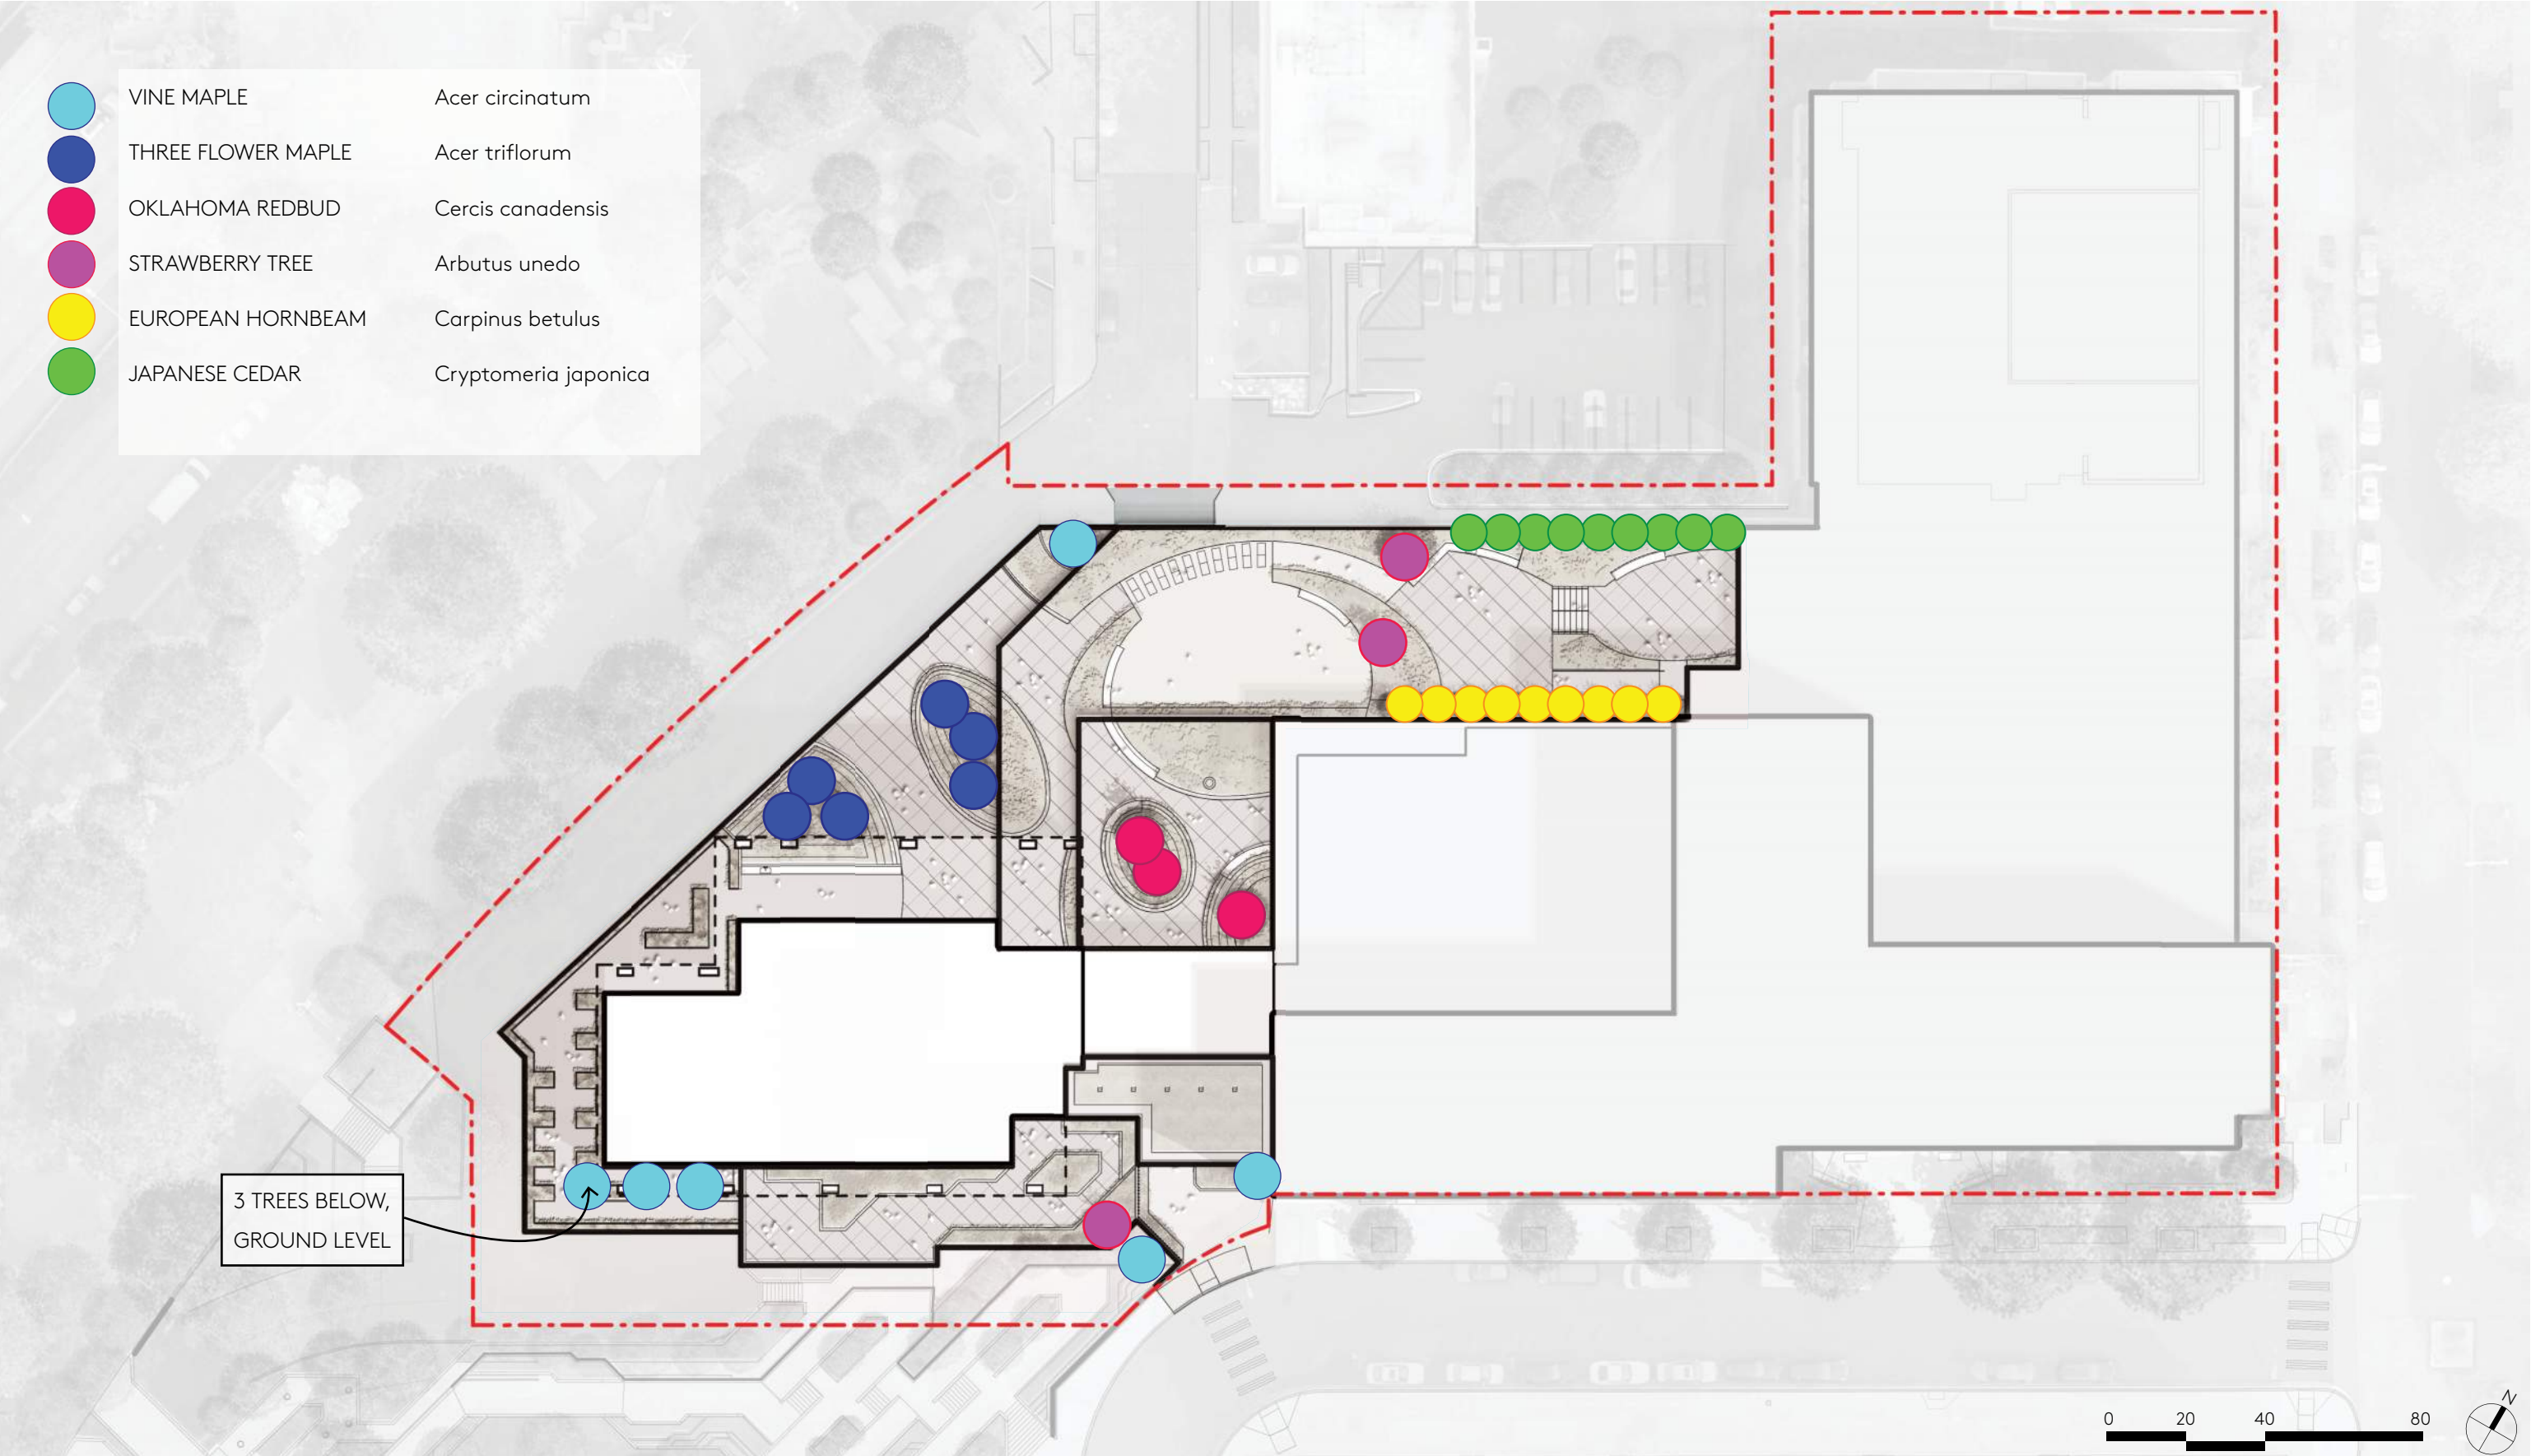 VINE MAPLE Acer circinatum
THREE FLOWER MAPLE Acer triflorum
OKLAHOMA REDBUD Cercis canadensis
STRAWBERRY TREE Arbutus unedo
EUROPEAN HORNBEAM Carpinus betulus
JAPANESE CEDAR Cryptomeria japonica
3 TREES BELOW,
GROUND LEVEL
0 20 40 80
N